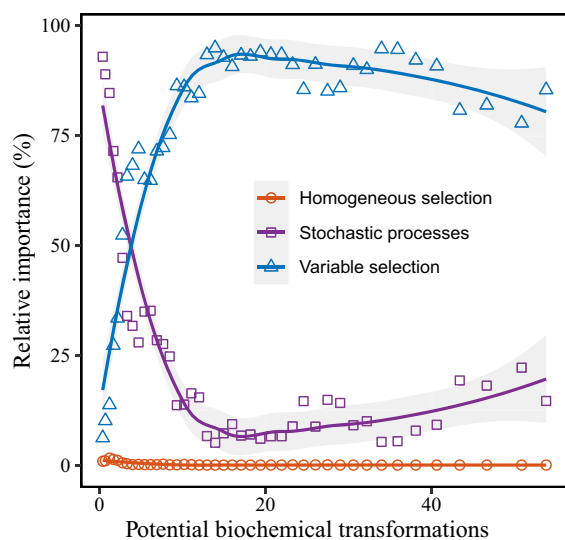 100
75
50
25
0
Relative importance (%)
Homogeneous selection
Stochastic processes
Variable selection
0
20
40
Potential biochemical transformations